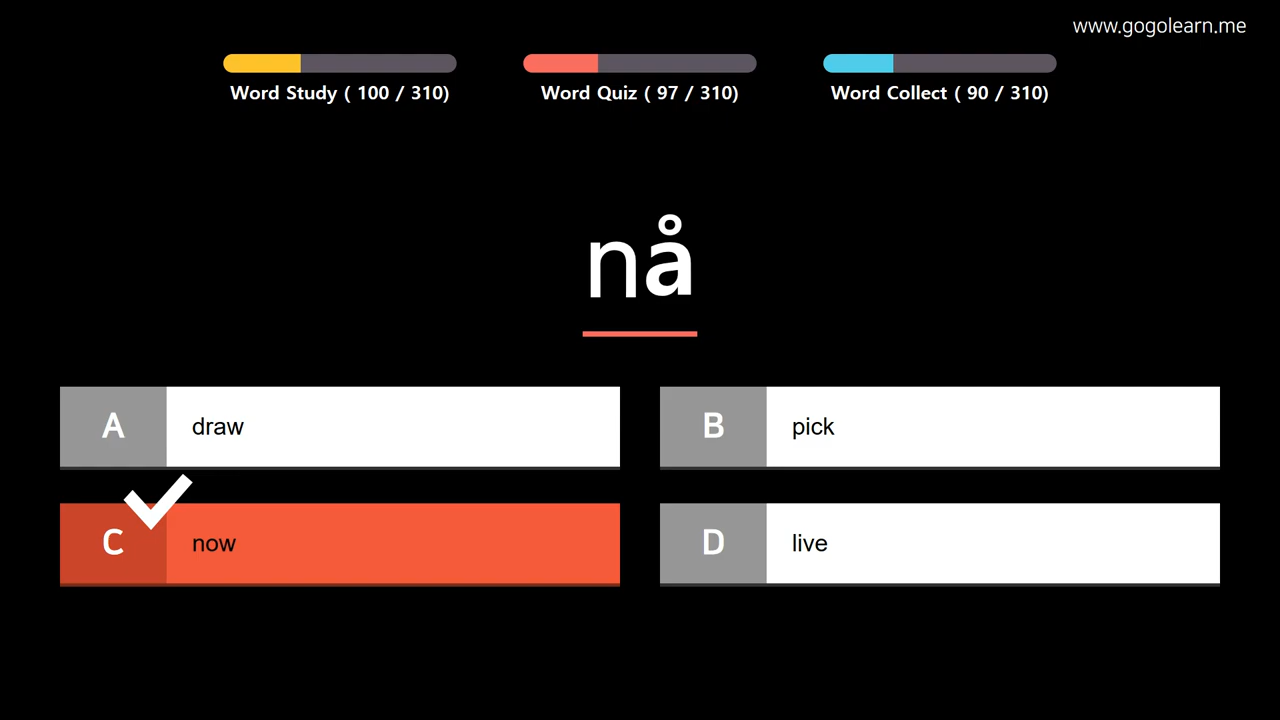 www.gogolearn.me
Word Study ( 100 / 310)
Word Quiz ( 97 / 310)
Word Collect ( 90 / 310)
nå
A draw
B pick
C now
D live